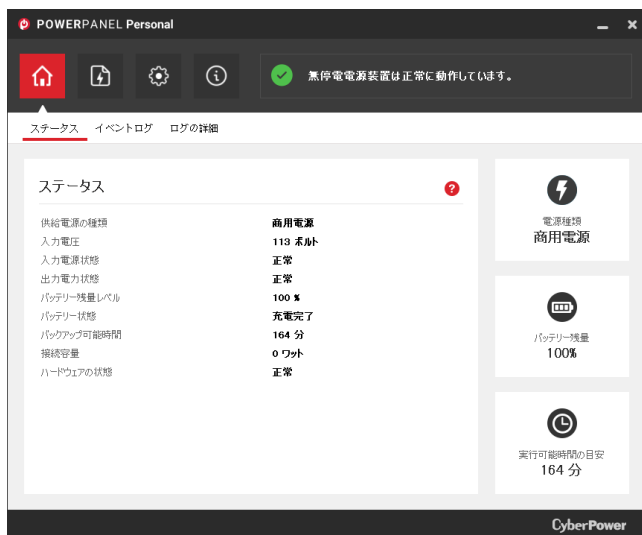 POWERPANEL Personal
無停電電源装置は正常に動作しています。
ステータス イベントログ ログの詳細
ステータス
供給電源の種類 商用電源
入力電圧 113 ボルト
入力電源状態 正常
出力電力状態 正常
バッテリー残量レベル 100 %
バッテリー状態 充電完了
バックアップ可能時間 164 分
接続容量 0 ワット
ハードウェアの状態 正常
電源種類
商用電源
バッテリー残量
100%
実行可能時間の目安
164 分
CyberPower